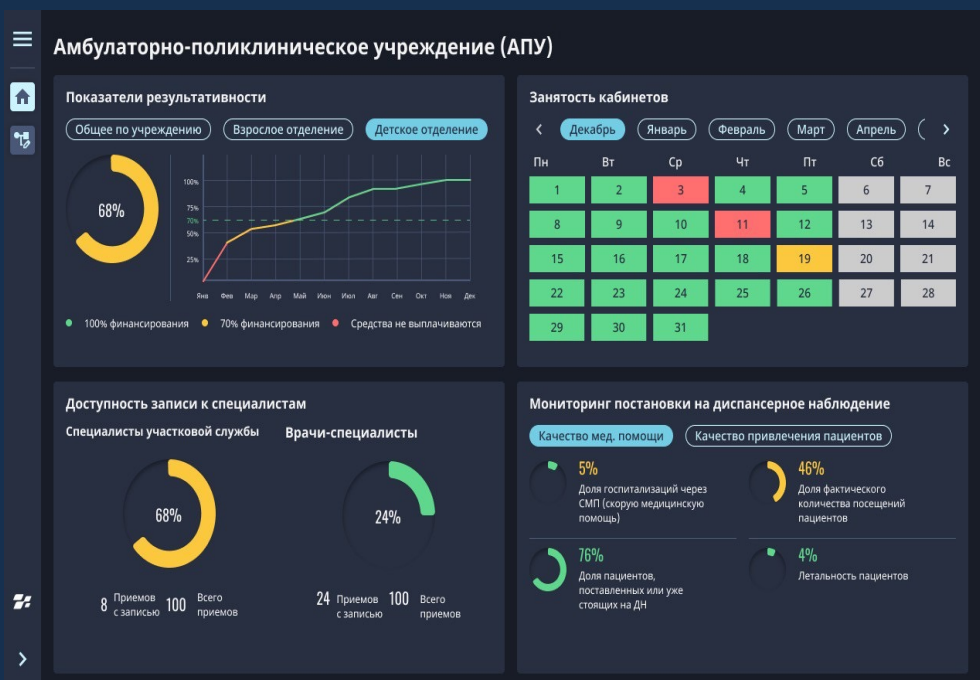 Амбулаторно-поликлиническое учреждение (АПУ)
Показатели результативности
Общее по учреждению Взрослое отделение Детское отделение
68%
100%
75%
70%
50%
25%
Янв Фев Мар Апр Май Июн Июл Авг Сен Окт Ноя Дек
100% финансирования 70% финансирования Средства не выплачиваются
Занятость кабинетов
Декабрь Январь Февраль Март Апрель
Пн Вт Ср Чт Пт Сб Вс
1 2 3 4 5 6 7
8 9 10 11 12 13 14
15 16 17 18 19 20 21
22 23 24 25 26 27 28
29 30 31
Доступность записи к специалистам
Специалисты участковой службы
68%
8 Приемов с записью 100 Всего приемов
Врачи-специалисты
24%
24 Приемов с записью 100 Всего приемов
Мониторинг постановки на диспансерное наблюдение
Качество мед. помощи Качество привлечения пациентов
5%
Доля госпитализаций через
СМП (скорую медицинскую
помощь)
46%
Доля фактического
количества посещений
пациентов
76%
Доля пациентов,
поставленных или уже
стоящих на ДН
4%
Летальность пациентов